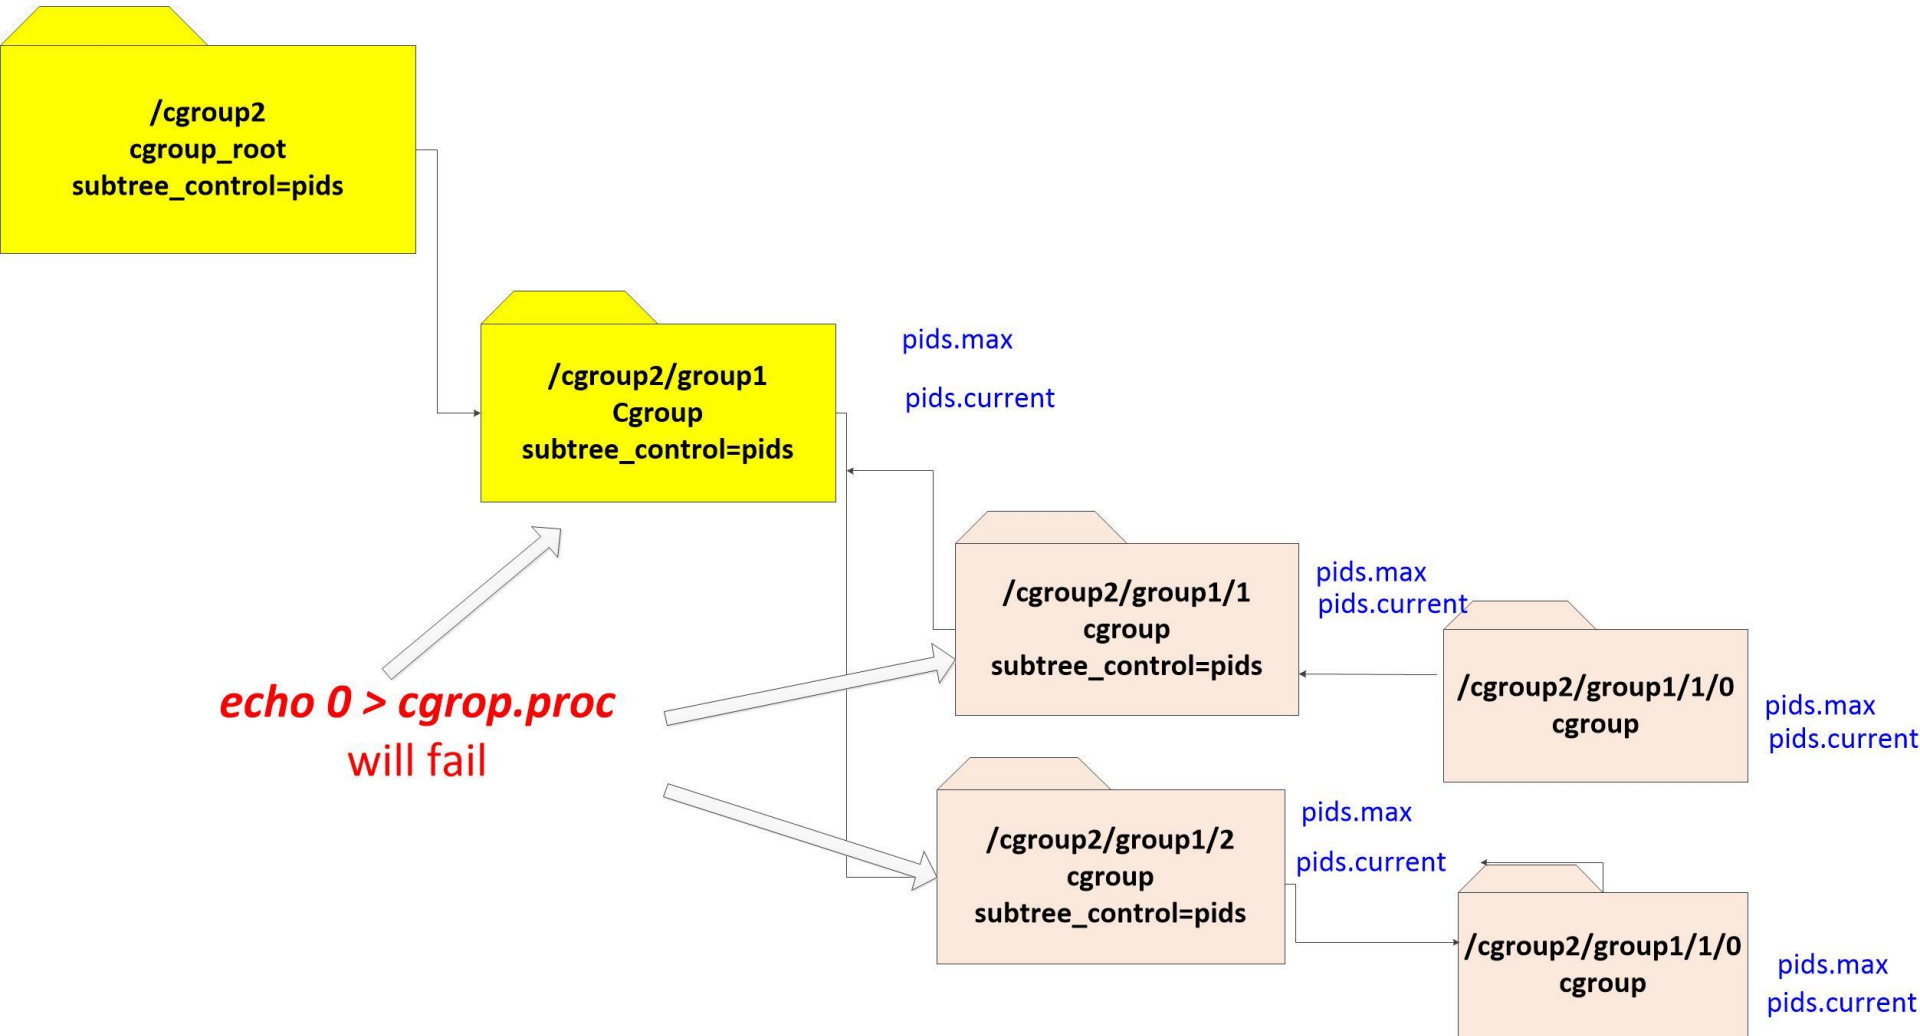 /cgroup2
cgroup_root
subtree_control=pids
/cgroup2/group1
Cgroup
subtree_control=pids
pids.max
pids.current
/cgroup2/group1/1
cgroup
subtree_control=pids
pids.max
pids.current
/cgroup2/group1/1/0
cgroup
pids.max
pids.current
echo 0 > cgrop.proc
will fail
/cgroup2/group1/2
cgroup
subtree_control=pids
pids.max
pids.current
/cgroup2/group1/1/0
cgroup
pids.max
pids.current